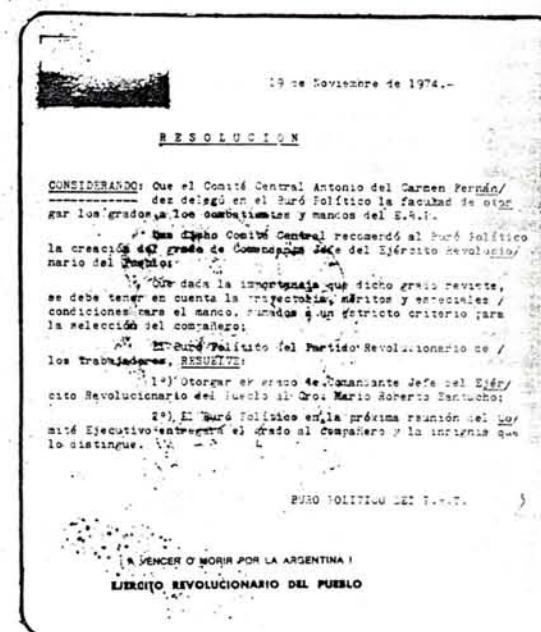 19 de Noviembre de 1974.-
RESOLUCION
CONSIDERANDO: Que el Comité Central Antonio del Carmen Fernán/
dez delegó en el Buró Político la facultad de otor
gar los grados a los combatientes y mandos del E.R.P.
Que dicho Comité Central recomendó al Buró Político
la creación del grado de Comandante Jefe del Ejército Revolucio/
nario del Pueblo;
Que dada la importancia que dicho grado reviste,
se debe tener en cuenta la trayectoria, méritos y especiales /
condiciones para el mando, sumados a un estricto criterio para
la selección del compañero;
El Buró Político del Partido Revolucionario de /
los Trabajadores, RESUELVE:
1º) Otorgar el grado de Comandante Jefe del Ejér/
cito Revolucionario del Pueblo al Cro: Mario Roberto Santucho;
2º) El Buró Político en la próxima reunión del Co/
mité Ejecutivo entregará el grado al compañero y la insignia que
lo distingue.
BURO POLITICO DEL P.R.T.
¡ A VENCER O MORIR POR LA ARGENTINA !
EJERCITO REVOLUCIONARIO DEL PUEBLO